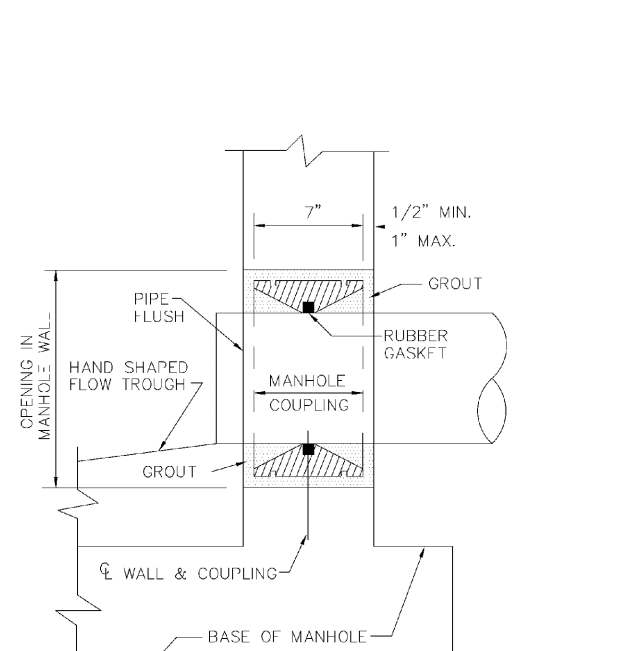 7"
1/2" MIN.
1" MAX.
GROUT
PIPE
FLUSH
RUBBER
GASKET
OPENING IN
MANHOLE WALL
HAND SHAPED
FLOW TROUGH
MANHOLE
COUPLING
GROUT
℄ WALL & COUPLING
BASE OF MANHOLE